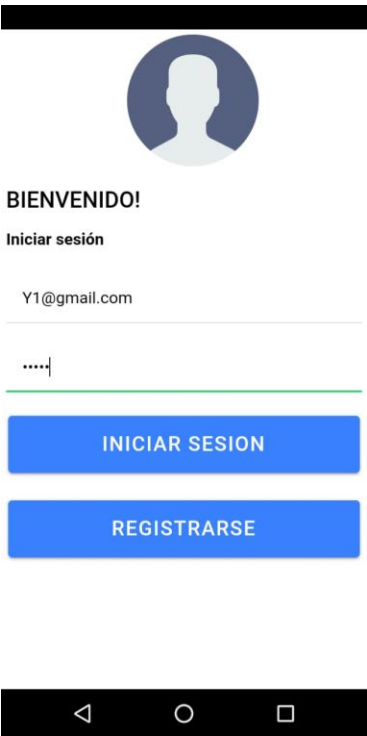 BIENVENIDO!
Iniciar sesión
Y1@gmail.com
•••••
INICIAR SESION
REGISTRARSE